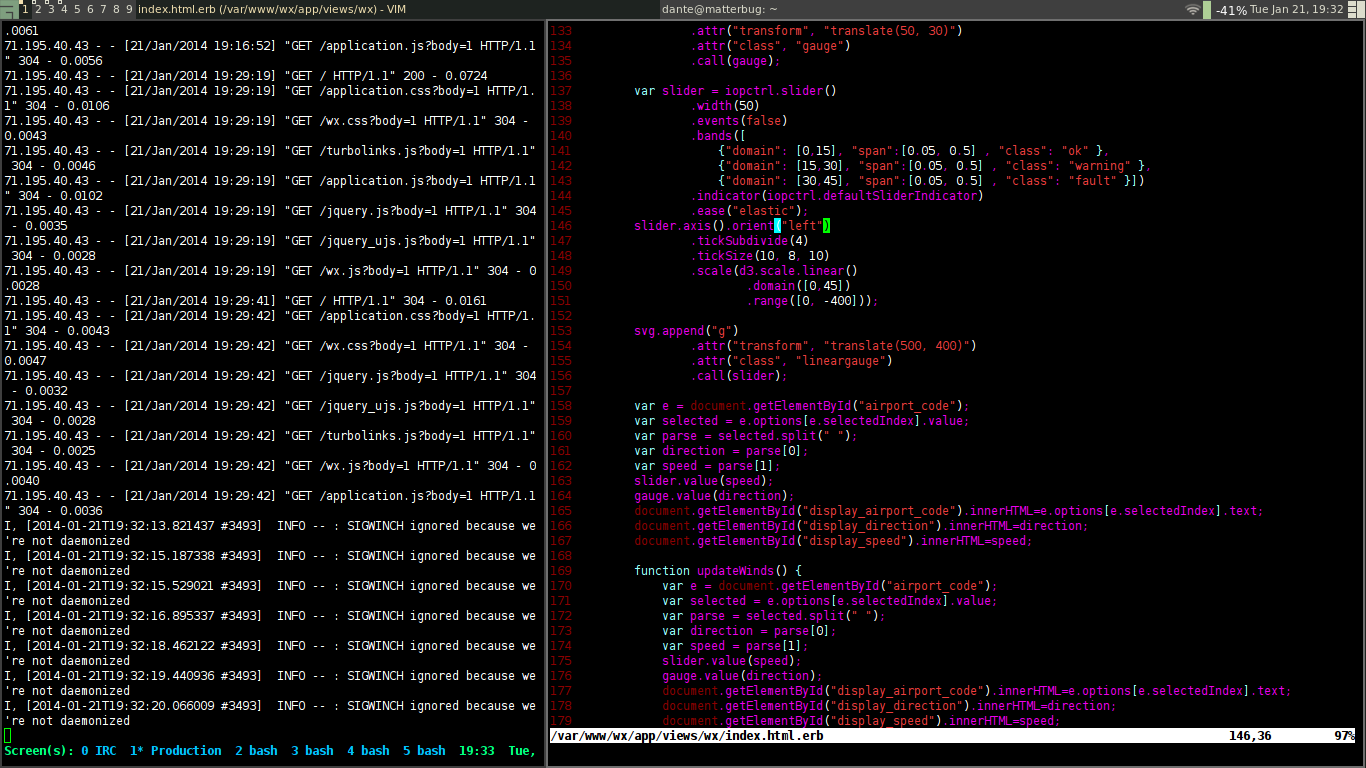 1 2 3 4 5 6 7 8 9 index.html.erb (/var/www/wx/app/views/wx) - VIM
dante@matterbug: ~
-41% Tue Jan 21, 19:32
.0061
71.195.40.43 - - [21/Jan/2014 19:16:52] "GET /application.js?body=1 HTTP/1.1
" 304 - 0.0056
71.195.40.43 - - [21/Jan/2014 19:29:19] "GET / HTTP/1.1" 200 - 0.0724
71.195.40.43 - - [21/Jan/2014 19:29:19] "GET /application.css?body=1 HTTP/1.
1" 304 - 0.0106
71.195.40.43 - - [21/Jan/2014 19:29:19] "GET /wx.css?body=1 HTTP/1.1" 304 -
0.0043
71.195.40.43 - - [21/Jan/2014 19:29:19] "GET /turbolinks.js?body=1 HTTP/1.1"
 304 - 0.0046
71.195.40.43 - - [21/Jan/2014 19:29:19] "GET /application.js?body=1 HTTP/1.1
" 304 - 0.0102
71.195.40.43 - - [21/Jan/2014 19:29:19] "GET /jquery.js?body=1 HTTP/1.1" 304
 - 0.0035
71.195.40.43 - - [21/Jan/2014 19:29:19] "GET /jquery_ujs.js?body=1 HTTP/1.1"
 304 - 0.0028
71.195.40.43 - - [21/Jan/2014 19:29:19] "GET /wx.js?body=1 HTTP/1.1" 304 - 0
.0028
71.195.40.43 - - [21/Jan/2014 19:29:41] "GET / HTTP/1.1" 304 - 0.0161
71.195.40.43 - - [21/Jan/2014 19:29:42] "GET /application.css?body=1 HTTP/1.
1" 304 - 0.0043
71.195.40.43 - - [21/Jan/2014 19:29:42] "GET /wx.css?body=1 HTTP/1.1" 304 -
0.0047
71.195.40.43 - - [21/Jan/2014 19:29:42] "GET /jquery.js?body=1 HTTP/1.1" 304
 - 0.0032
71.195.40.43 - - [21/Jan/2014 19:29:42] "GET /jquery_ujs.js?body=1 HTTP/1.1"
 304 - 0.0028
71.195.40.43 - - [21/Jan/2014 19:29:42] "GET /turbolinks.js?body=1 HTTP/1.1"
 304 - 0.0025
71.195.40.43 - - [21/Jan/2014 19:29:42] "GET /wx.js?body=1 HTTP/1.1" 304 - 0
.0040
71.195.40.43 - - [21/Jan/2014 19:29:42] "GET /application.js?body=1 HTTP/1.1
" 304 - 0.0036
I, [2014-01-21T19:32:13.821437 #3493]  INFO -- : SIGWINCH ignored because we
're not daemonized
I, [2014-01-21T19:32:15.187338 #3493]  INFO -- : SIGWINCH ignored because we
're not daemonized
I, [2014-01-21T19:32:15.529021 #3493]  INFO -- : SIGWINCH ignored because we
're not daemonized
I, [2014-01-21T19:32:16.895337 #3493]  INFO -- : SIGWINCH ignored because we
're not daemonized
I, [2014-01-21T19:32:18.462122 #3493]  INFO -- : SIGWINCH ignored because we
're not daemonized
I, [2014-01-21T19:32:19.440936 #3493]  INFO -- : SIGWINCH ignored because we
're not daemonized
I, [2014-01-21T19:32:20.066009 #3493]  INFO -- : SIGWINCH ignored because we
're not daemonized
Screen(s): 0 IRC  1* Production  2 bash  3 bash  4 bash  5 bash  19:33  Tue,
133                 .attr("transform", "translate(50, 30)")
134                 .attr("class", "gauge")
135                 .call(gauge);
136
137         var slider = iopctrl.slider()
138                 .width(50)
139                 .events(false)
140                 .bands([
141                     {"domain": [0,15], "span":[0.05, 0.5] , "class": "ok" },
142                     {"domain": [15,30], "span":[0.05, 0.5] , "class": "warning" },
143                     {"domain": [30,45], "span":[0.05, 0.5] , "class": "fault" }])
144                 .indicator(iopctrl.defaultSliderIndicator)
145                 .ease("elastic");
146         slider.axis().orient("left")
147                 .tickSubdivide(4)
148                 .tickSize(10, 8, 10)
149                 .scale(d3.scale.linear()
150                         .domain([0,45])
151                         .range([0, -400]));
152
153         svg.append("g")
154                 .attr("transform", "translate(500, 400)")
155                 .attr("class", "lineargauge")
156                 .call(slider);
157
158         var e = document.getElementById("airport_code");
159         var selected = e.options[e.selectedIndex].value;
160         var parse = selected.split(" ");
161         var direction = parse[0];
162         var speed = parse[1];
163         slider.value(speed);
164         gauge.value(direction);
165         document.getElementById("display_airport_code").innerHTML=e.options[e.selectedIndex].text;
166         document.getElementById("display_direction").innerHTML=direction;
167         document.getElementById("display_speed").innerHTML=speed;
168
169         function updateWinds() {
170             var e = document.getElementById("airport_code");
171             var selected = e.options[e.selectedIndex].value;
172             var parse = selected.split(" ");
173             var direction = parse[0];
174             var speed = parse[1];
175             slider.value(speed);
176             gauge.value(direction);
177             document.getElementById("display_airport_code").innerHTML=e.options[e.selectedIndex].text;
178             document.getElementById("display_direction").innerHTML=direction;
179             document.getElementById("display_speed").innerHTML=speed;
/var/www/wx/app/views/wx/index.html.erb 146,36 97%